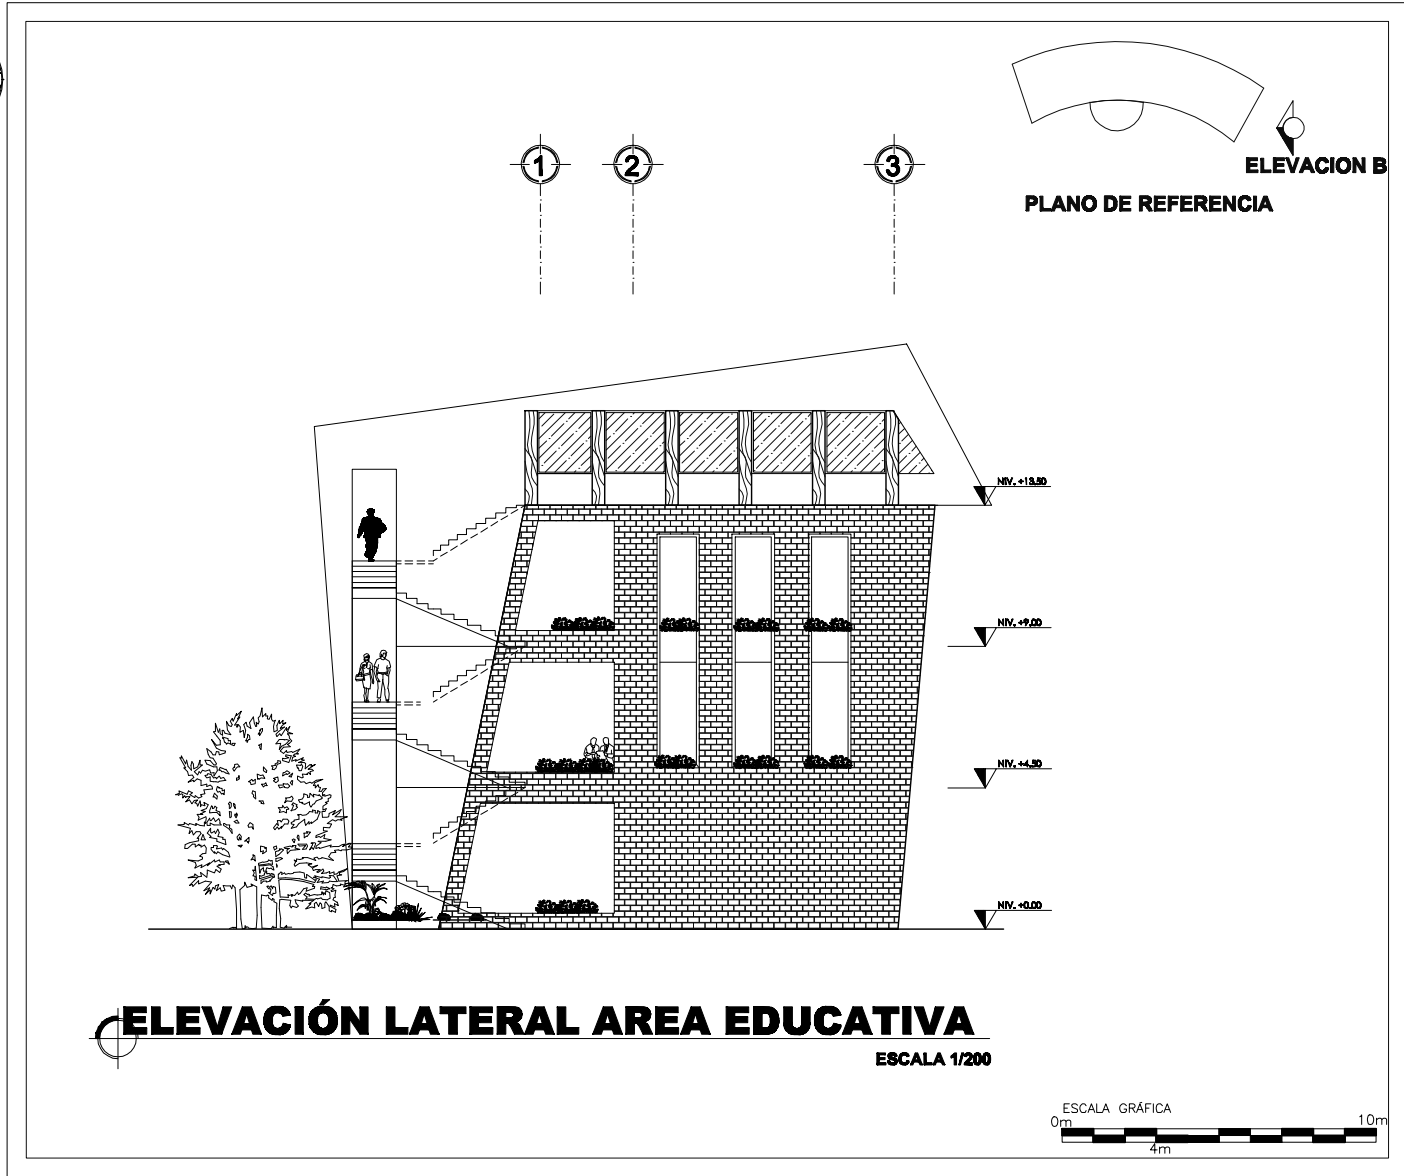 1 2 3
ELEVACION B
PLANO DE REFERENCIA
NIV. +13.50
NIV. +9.00
NIV. +4.50
NIV. +0.00
ELEVACIÓN LATERAL AREA EDUCATIVA
ESCALA 1/200
ESCALA GRÁFICA
0m 10m
4m